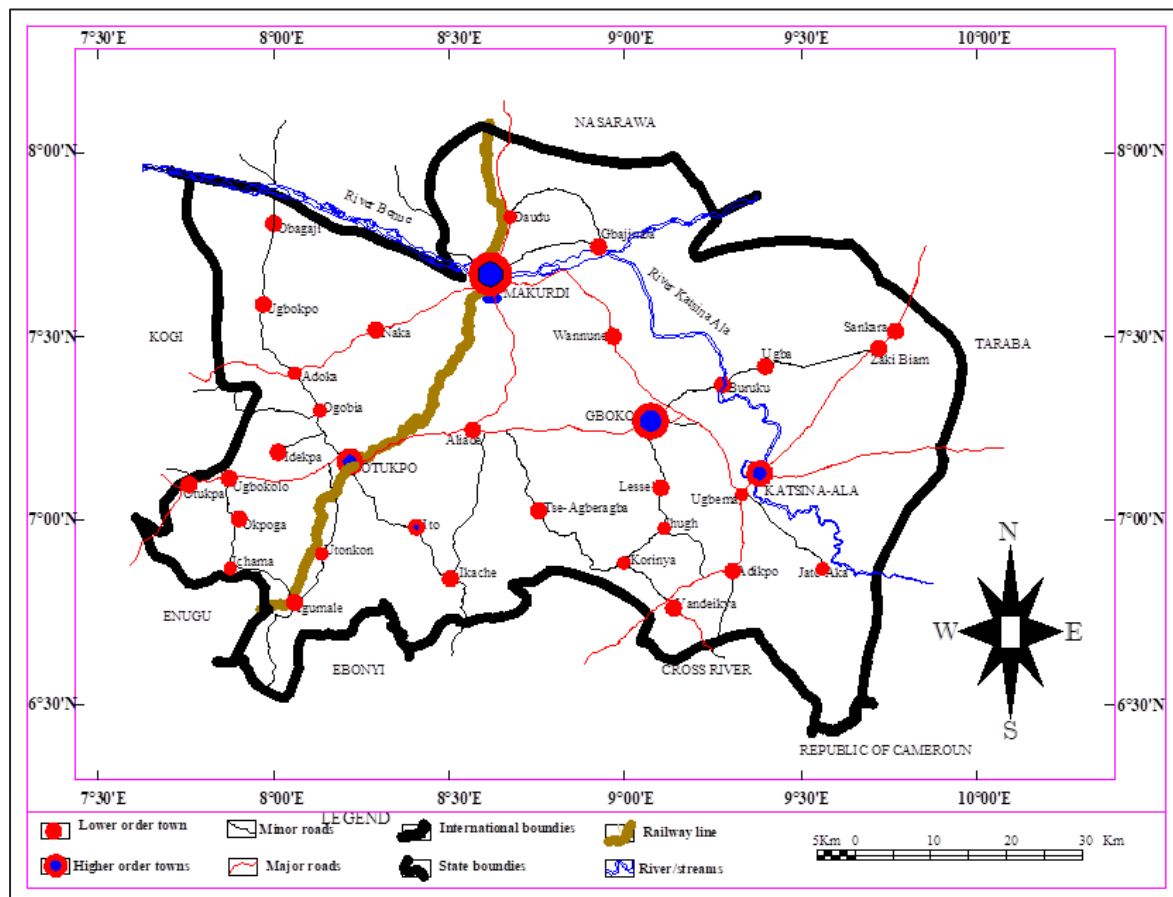 7°30'E 8°00'E 8°30'E 9°00'E 9°30'E 10°00'E
NASARAWA
8°00'N 8°00'N
River Benue
Daudu
Obagaji
Gbajimba
MAKURDI
River Katsina Ala
Ugbokpo
Naka
Wannune
Sankara
KOGI
TARABA
7°30'N 7°30'N
Zaki Biam
Ugba
Adoka
Buruku
Ogobia
GBOKO
Aliade
Idekpa
OTUKPO
Otukpa
Ugbokolo
Lesse
Ugbema
KATSINA-ALA
Okpoga
Ito
Tse-Agberagba
7°00'N 7°00'N
Ihugh
N
Ichama
Utonkon
Ikache
Korinya
Adikpo
Jato Aka
Igumale
Vandeikya
ENUGU
W E
EBONYI
CROSS RIVER
6°30'N 6°30'N
S
REPUBLIC OF CAMEROUN
7°30'E 8°00'E 8°30'E 9°00'E 9°30'E 10°00'E
LEGEND
Lower order town Minor roads International boundies Railway line
Higher order towns Major roads State boundies River/streams
5Km 0 10 20 30 Km